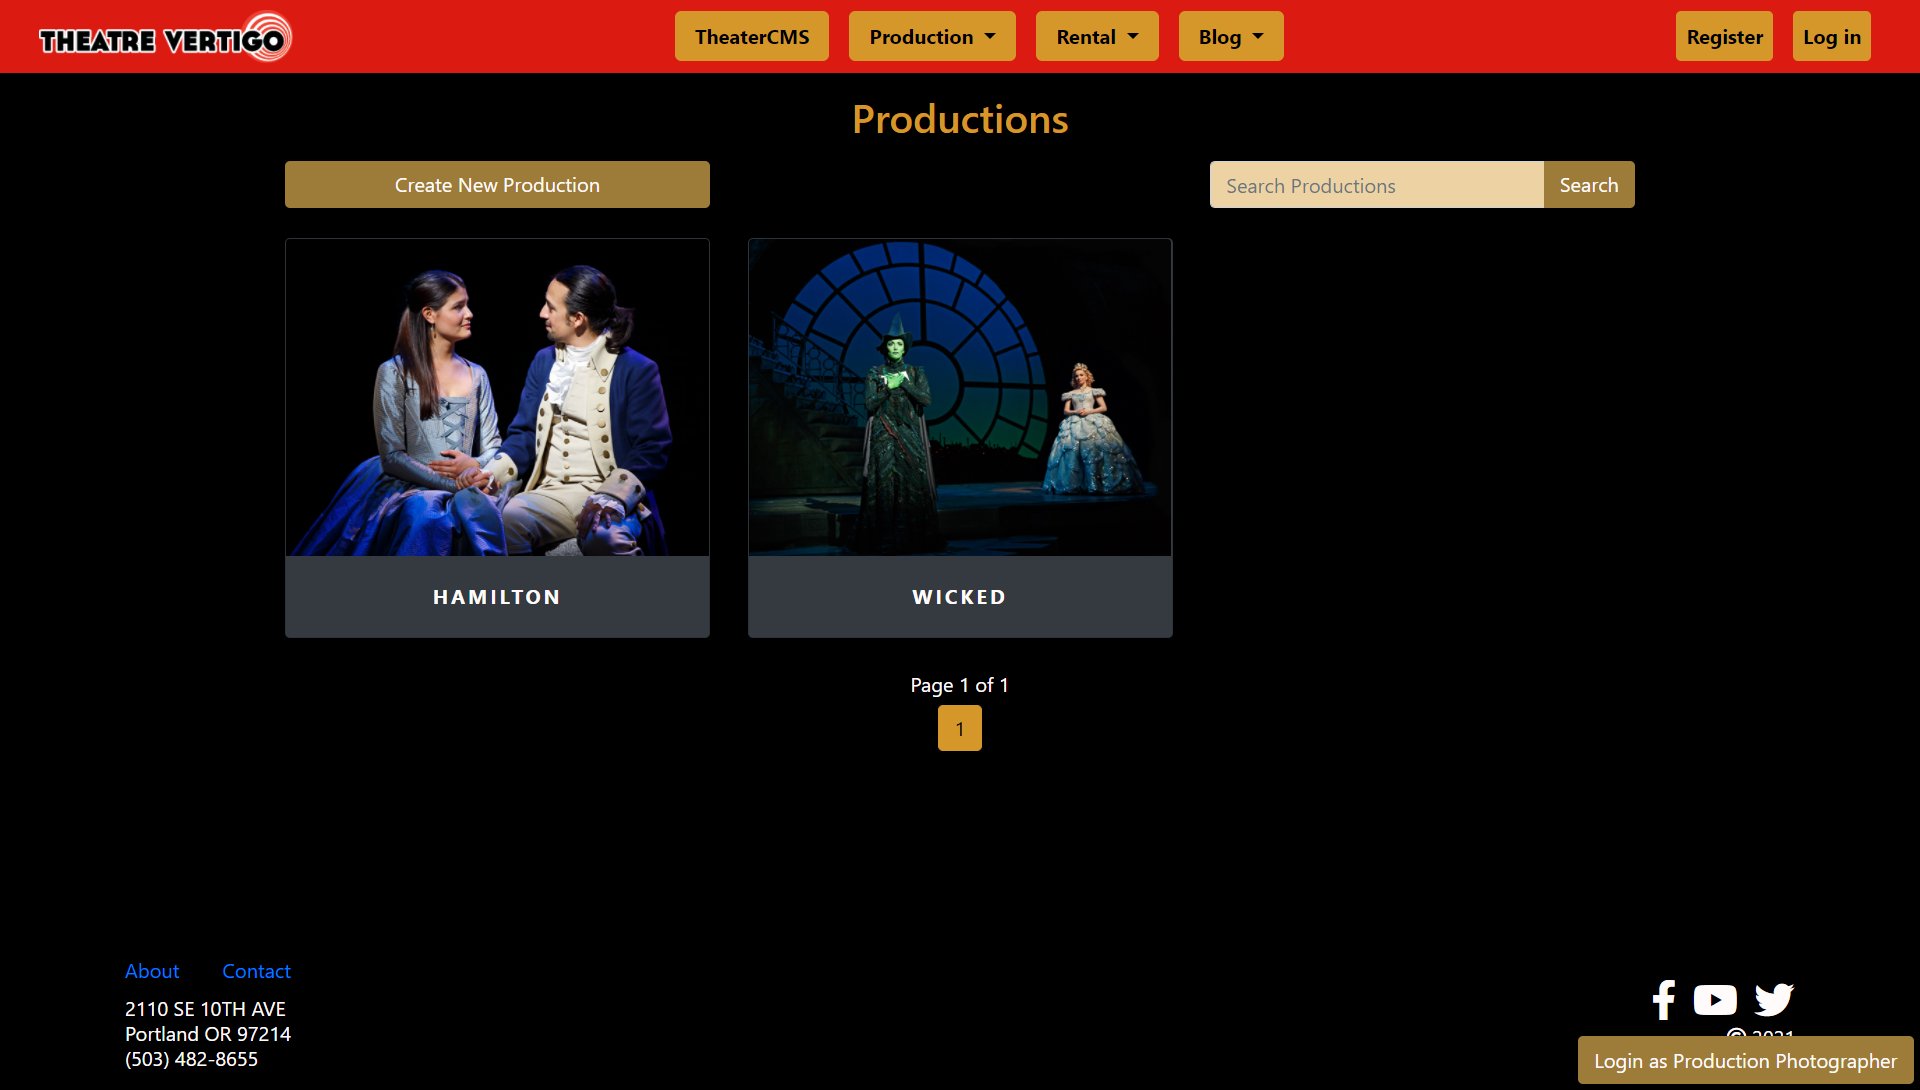 THEATRE VERTIGO
TheaterCMS
Production
Rental
Blog
Register
Log in
Productions
Create New Production
Search Productions
Search
HAMILTON
WICKED
Page 1 of 1
1
About
Contact
2110 SE 10TH AVE
Portland OR 97214
(503) 482-8655
© 2021
Login as Production Photographer